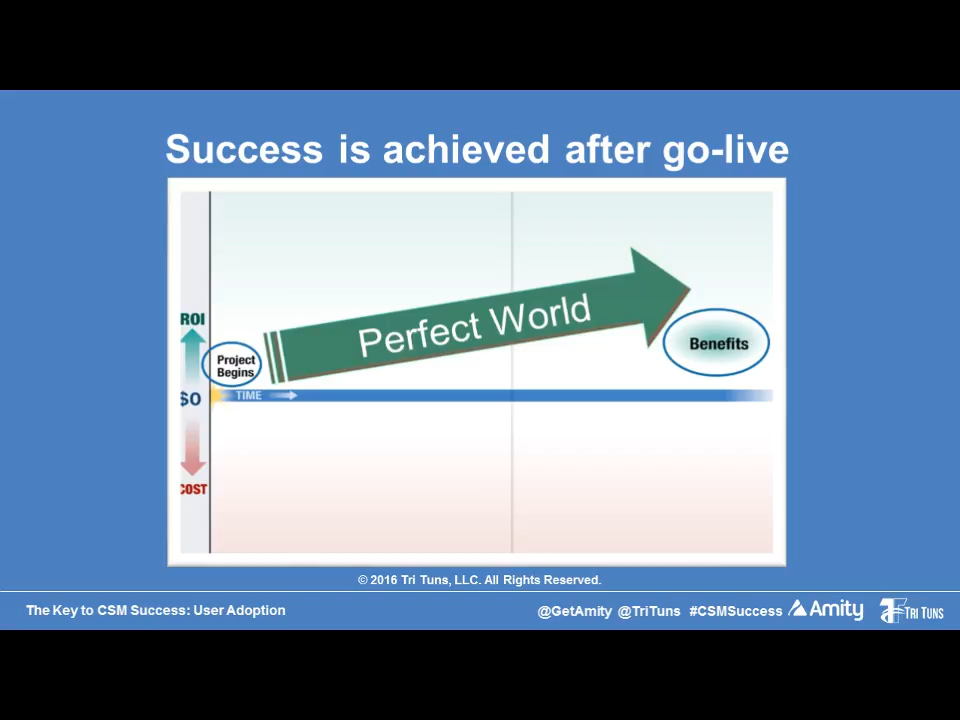 Success is achieved after go-live
ROI
Perfect World
Project
Begins
Benefits
$0
TIME
COST
© 2016 Tri Tuns, LLC. All Rights Reserved.
The Key to CSM Success: User Adoption
@GetAmity @TriTuns #CSMSuccess Amity TRI TUNS